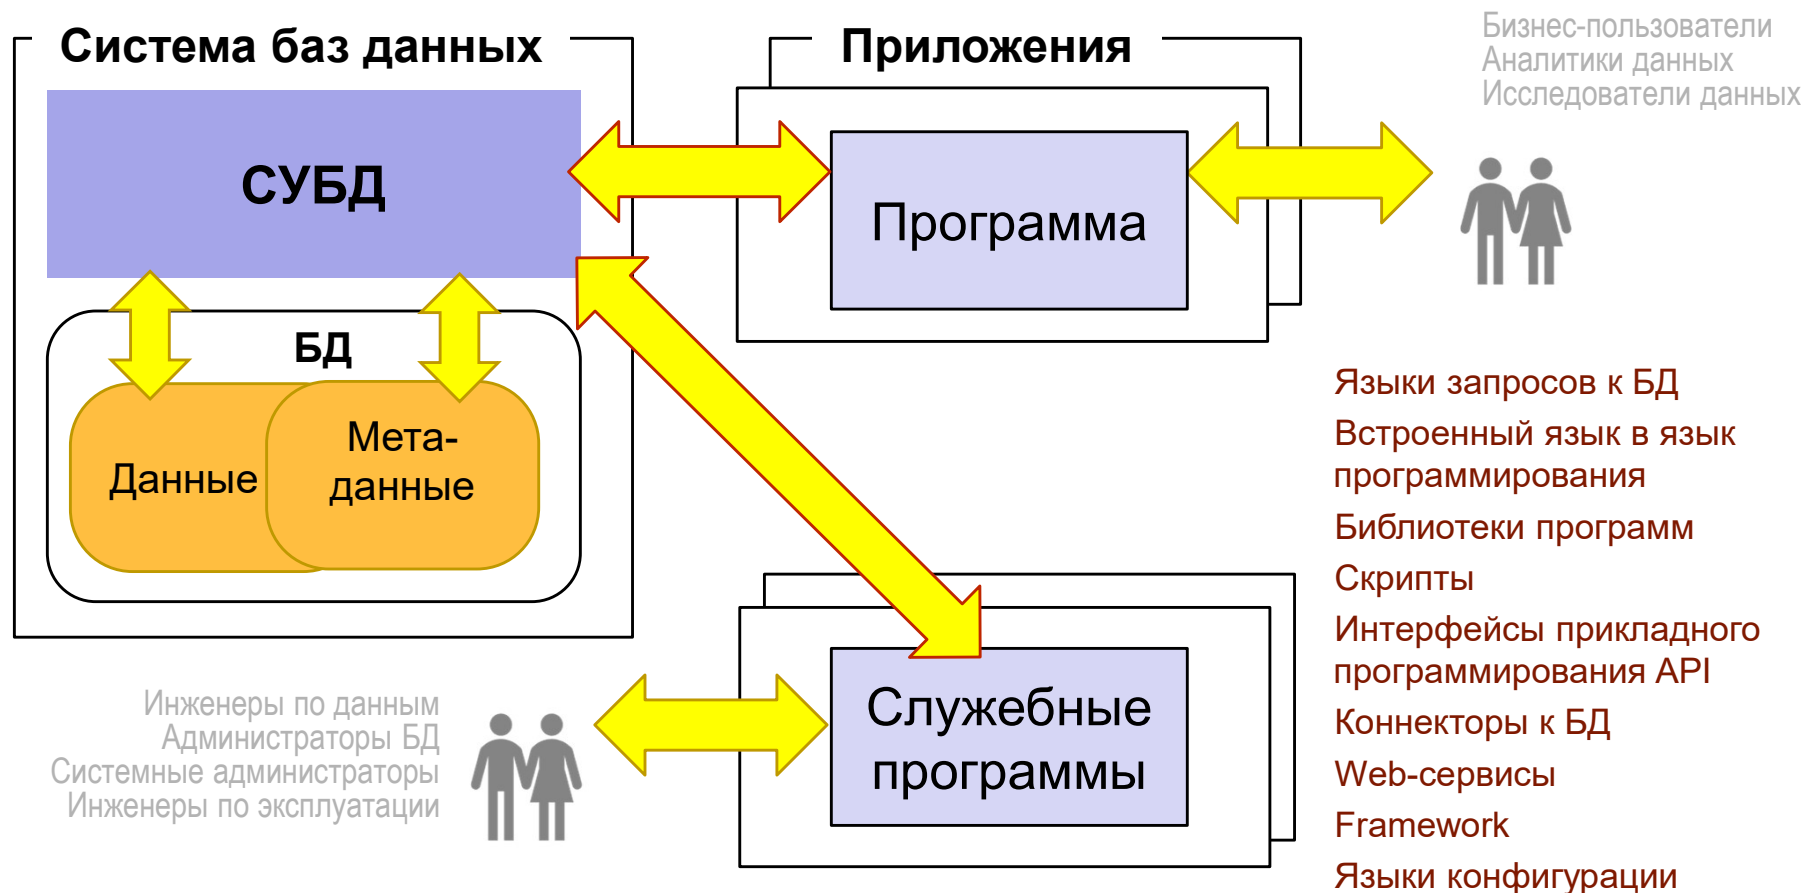 Система баз данных
СУБД
БД
Данные
Мета-
данные
Приложения
Программа
Бизнес-пользователи
Аналитики данных
Исследователи данных
Служебные
программы
Инженеры по данным
Администраторы БД
Системные администраторы
Инженеры по эксплуатации
Языки запросов к БД
Встроенный язык в язык
программирования
Библиотеки программ
Скрипты
Интерфейсы прикладного
программирования API
Коннекторы к БД
Web-сервисы
Framework
Языки конфигурации